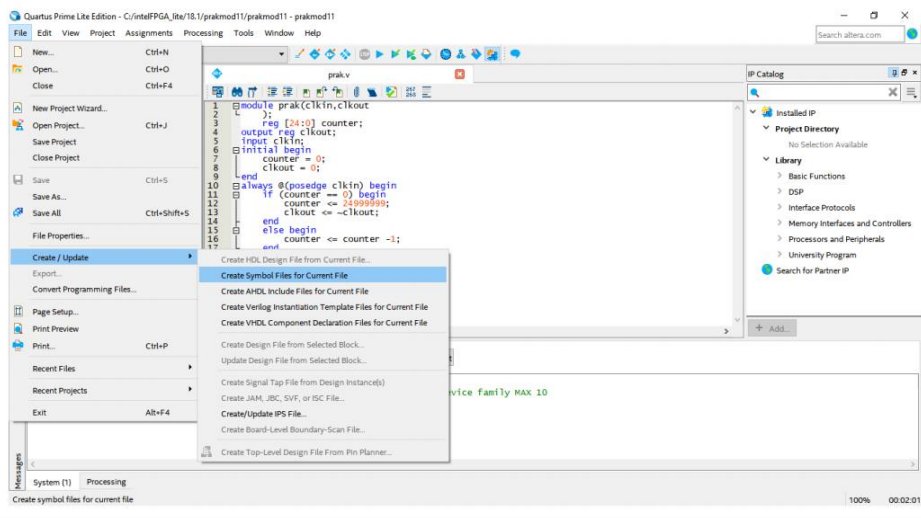 Quartus Prime Lite Edition - C:/intelFPGA_lite/18.1/prakmod11/prakmod11 - prakmod11
File Edit View Project Assignments Processing Tools Window Help
Search altera.com
New... Ctrl+N
Open... Ctrl+O
Close Ctrl+F4
New Project Wizard...
Open Project... Ctrl+J
Save Project
Close Project
Save Ctrl+S
Save As...
Save All Ctrl+Shift+S
File Properties...
Create / Update
Export...
Convert Programming Files...
Page Setup...
Print Preview
Print... Ctrl+P
Recent Files
Recent Projects
Exit Alt+F4
Create HDL Design File from Current File...
Create Symbol Files for Current File
Create AHDL Include Files for Current File
Create Verilog Instantiation Template Files for Current File
Create VHDL Component Declaration Files for Current File
Create Design File from Selected Block...
Update Design File from Selected Block...
Create Signal Tap File from Design Instance(s)
Create JAM, JBC, SVF, or ISC File...
Create/Update IPS File...
Create Board-Level Boundary-Scan File...
Create Top-Level Design File From Pin Planner...
prak.v
267
268
1 module prak(clkin,clkout
2 );
3 reg [24:0] counter;
4 output reg clkout;
5 input clkin;
6 initial begin
7 counter = 0;
8 clkout = 0;
9 end
10 always @(posedge clkin) begin
11 if (counter == 0) begin
12 counter <= 24999999;
13 clkout <= ~clkout;
14 end
15 else begin
16 counter <= counter -1;
17 end
vice family MAX 10
IP Catalog
Installed IP
Project Directory
No Selection Available
Library
Basic Functions
DSP
Interface Protocols
Memory Interfaces and Controllers
Processors and Peripherals
University Program
Search for Partner IP
+ Add...
Messages
System (1) Processing
Create symbol files for current file
100% 00:02:01